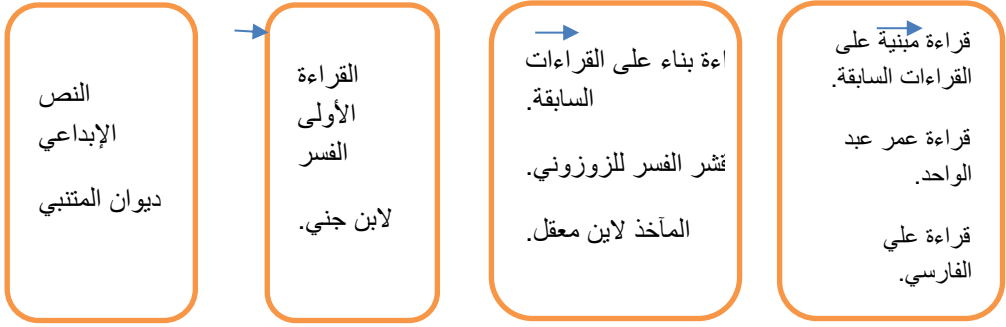 النص
الإبداعي
ديوان المتنبي
القراءة
الأولى
الفسر
لابن جني.
بناء على القراءات
السابقة.
قشر الفسر للزوزوني.
المآخذ لاين معقل.
قراءة مبنية على
القراءات السابقة.
قراءة عمر عبد
الواحد.
قراءة علي
الفارسي.